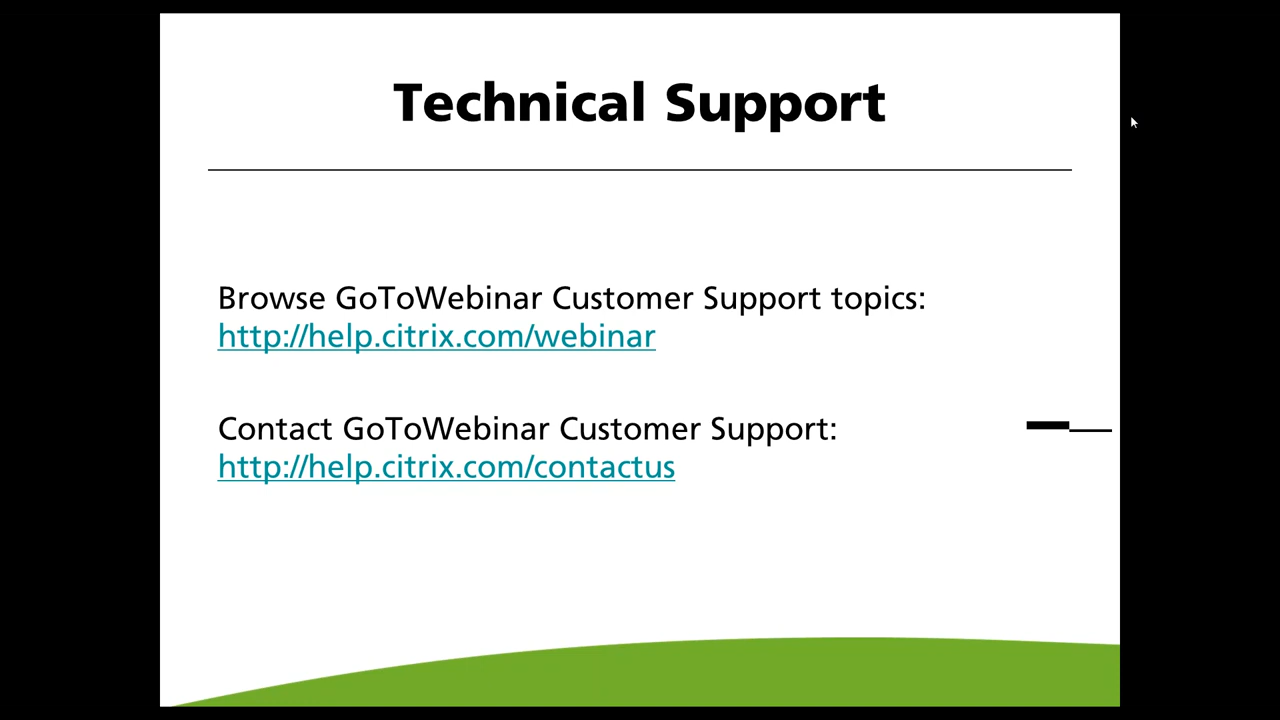 Technical Support
Browse GoToWebinar Customer Support topics:
http://help.citrix.com/webinar
Contact GoToWebinar Customer Support:
http://help.citrix.com/contactus